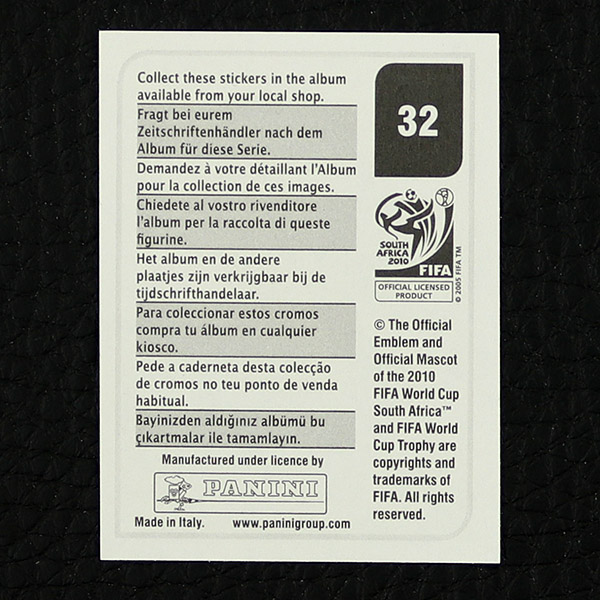 Collect these stickers in the album
available from your local shop.
Fragt bei eurem
Zeitschriftenhändler nach dem
Album für diese Serie.
Demandez à votre détaillant l'Album
pour la collection de ces images.
Chiedete al vostro rivenditore
l'album per la raccolta di queste
figurine.
Het album en de andere
plaatjes zijn verkrijgbaar bij de
tijdschrifthandelaar.
Para coleccionar estos cromos
compra tu álbum en cualquier
kiosco.
Pede a caderneta desta colecção
de cromos no teu ponto de venda
habitual.
Bayinizden aldığınız albümü bu
çıkartmalar ile tamamlayın.
Manufactured under licence by
PANINI
Made in Italy. www.paninigroup.com
32
SOUTH
AFRICA
2010
FIFA
© 2005 FIFA TM
OFFICIAL LICENSED
PRODUCT
© The Official
Emblem and
Official Mascot
of the 2010
FIFA World Cup
South Africa™
and FIFA World
Cup Trophy are
copyrights and
trademarks of
FIFA. All rights
reserved.